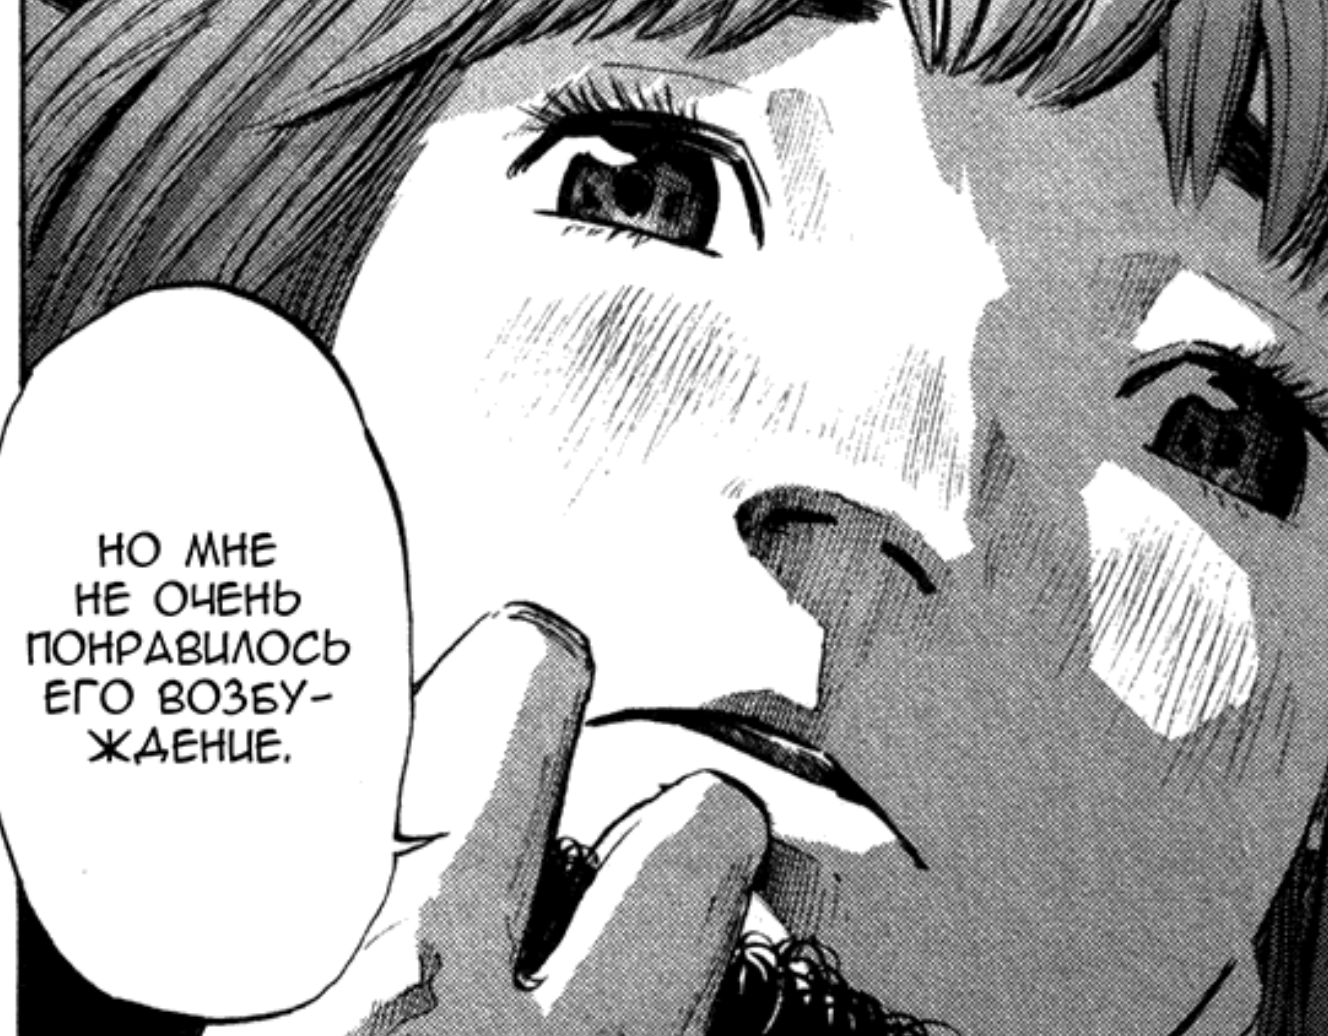 НО МНЕ
НЕ ОЧЕНЬ
ПОНРАВИЛОСЬ
ЕГО ВОЗБУ-
ЖДЕНИЕ.